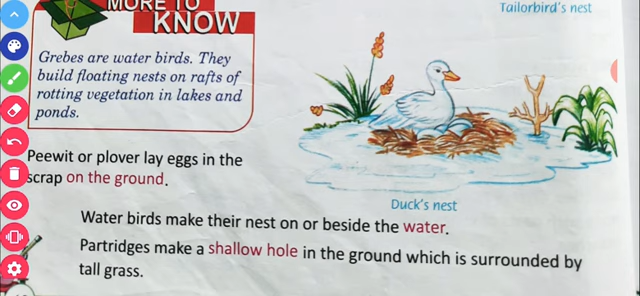 MORE TO
KNOW
Tailorbird's nest
Grebes are water birds. They
build floating nests on rafts of
rotting vegetation in lakes and
ponds.
Peewit or plover lay eggs in the
scrap on the ground.
Duck's nest
Water birds make their nest on or beside the water.
Partridges make a shallow hole in the ground which is surrounded by
tall grass.